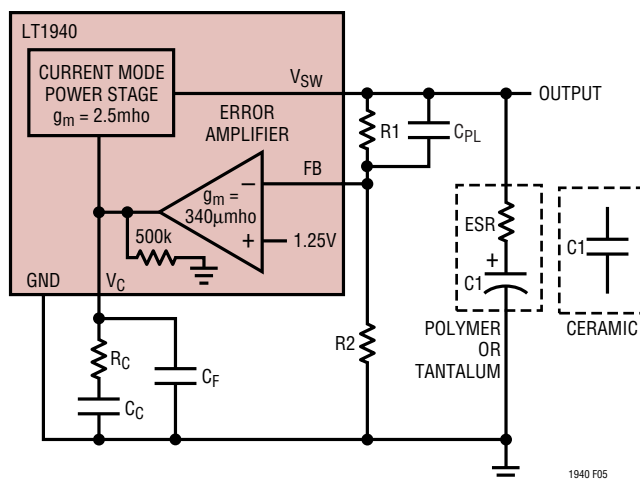 LT1940
CURRENT MODE
POWER STAGE
gm = 2.5mho
VSW
OUTPUT
ERROR
AMPLIFIER
R1
CPL
FB
gm =
340µmho
−
+
1.25V
500k
ESR
+
C1
C1
GND
VC
POLYMER
OR
TANTALUM
CERAMIC
RC
CF
R2
CC
1940 F05